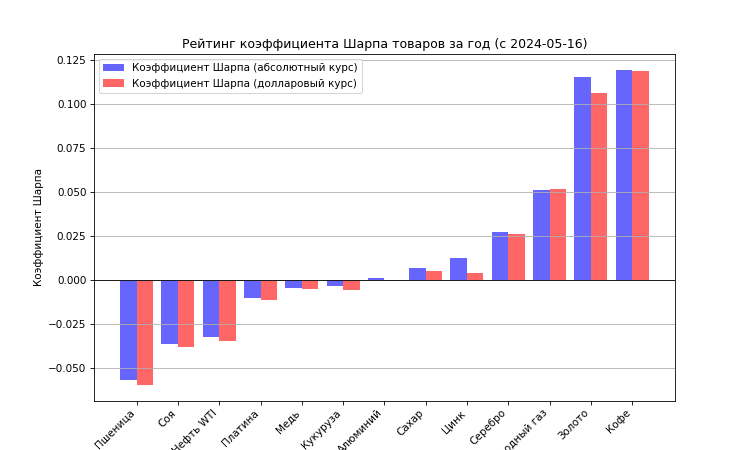 Рейтинг коэффициента Шарпа товаров за год (с 2024-05-16)
Коэффициент Шарпа (абсолютный курс)
Коэффициент Шарпа (долларовый курс)
Коэффициент Шарпа
0.125
0.100
0.075
0.050
0.025
0.000
−0.025
−0.050
Пшеница
Соя
Нефть WTI
Платина
Медь
Кукуруза
Алюминий
Сахар
Цинк
Серебро
газ
Золото
Кофе